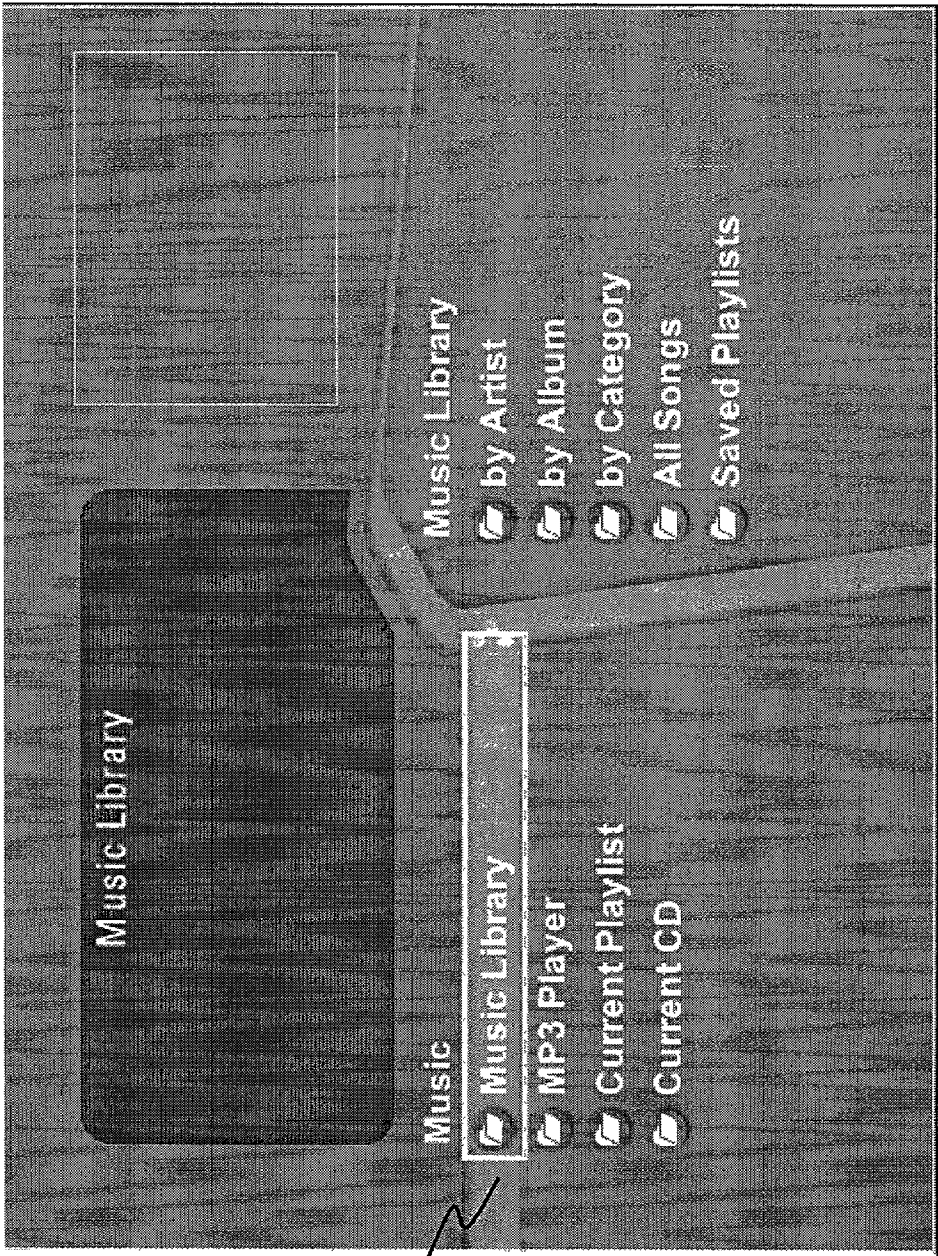 Music Library
Music
Music Library
MP3 Player
Current Playlist
Current CD
Music Library
by Artist
by Album
by Category
All Songs
Saved Playlists